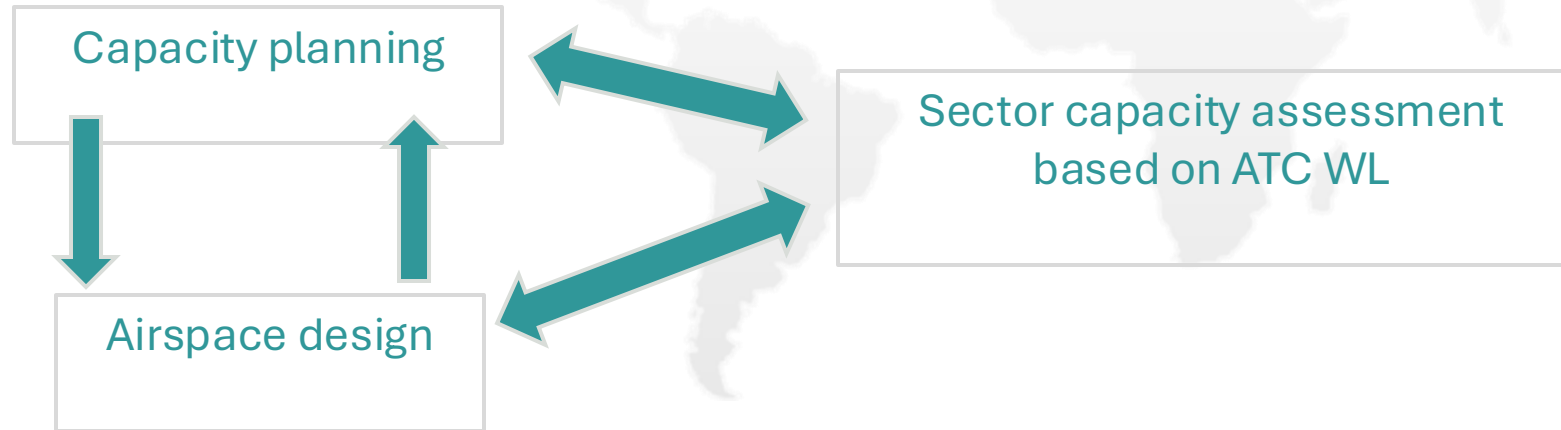 Capacity planning
Sector capacity assessment
based on ATC WL
Airspace design